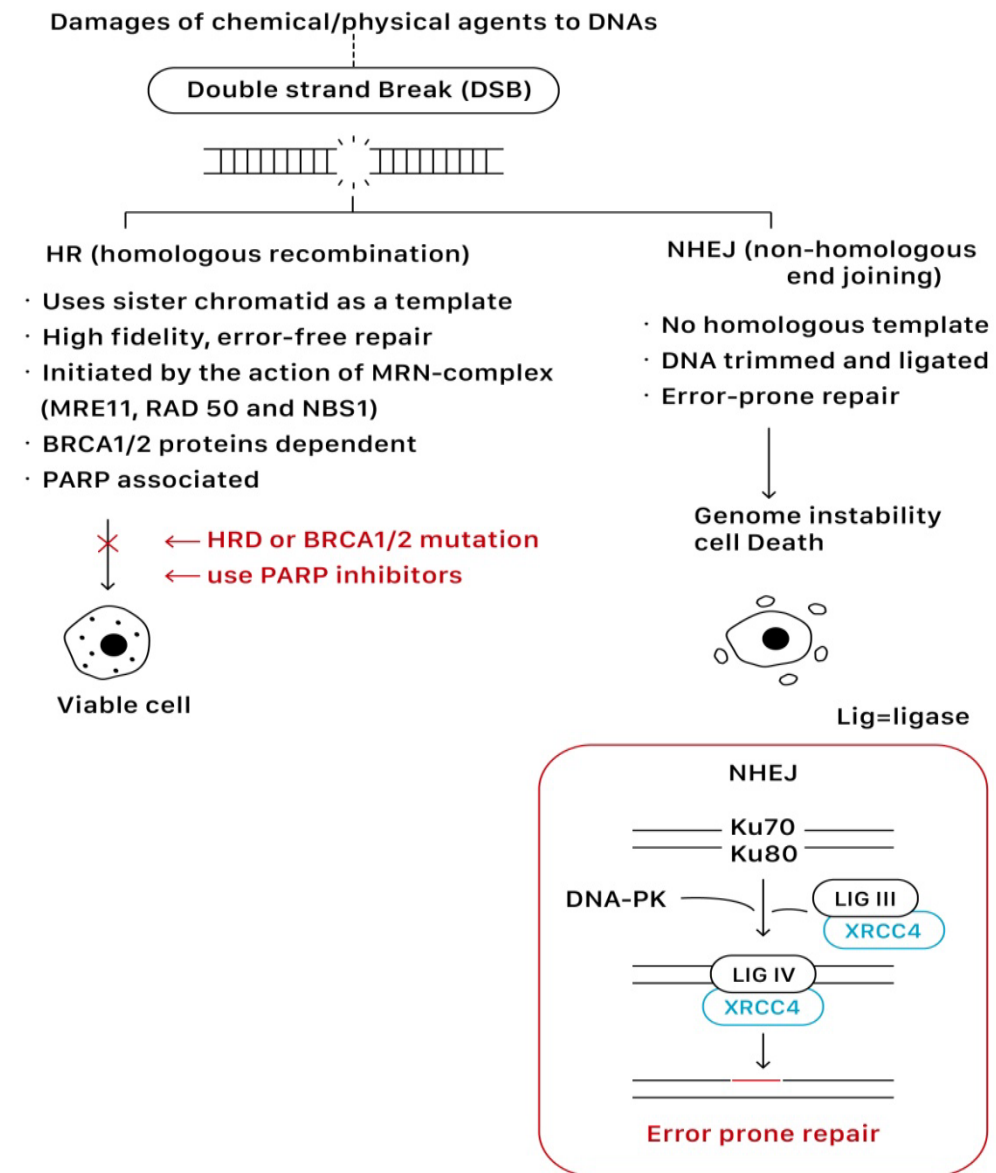 Damages of chemical/physical agents to DNAs
Double strand Break (DSB)
HR (homologous recombination)
· Uses sister chromatid as a template
· High fidelity, error-free repair
· Initiated by the action of MRN-complex
(MRE11, RAD 50 and NBS1)
· BRCA1/2 proteins dependent
· PARP associated
← HRD or BRCA1/2 mutation
← use PARP inhibitors
Viable cell
NHEJ (non-homologous
end joining)
· No homologous template
· DNA trimmed and ligated
· Error-prone repair
Genome instability
cell Death
Lig=ligase
NHEJ
Ku70
Ku80
DNA-PK
LIG III
XRCC4
LIG IV
XRCC4
Error prone repair